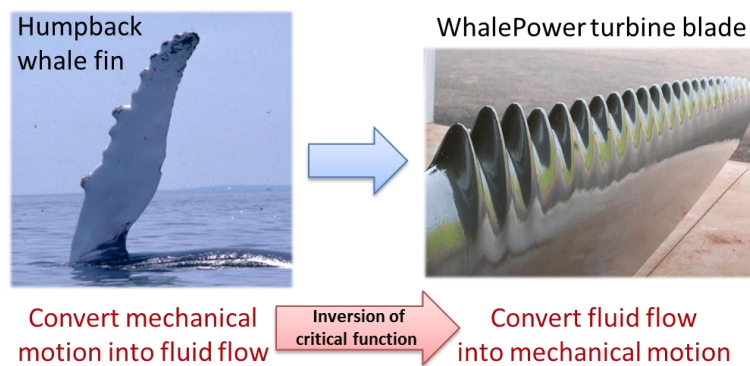 Humpback
whale fin
WhalePower turbine blade
Convert mechanical
motion into fluid flow
Inversion of
critical function
Convert fluid flow
into mechanical motion